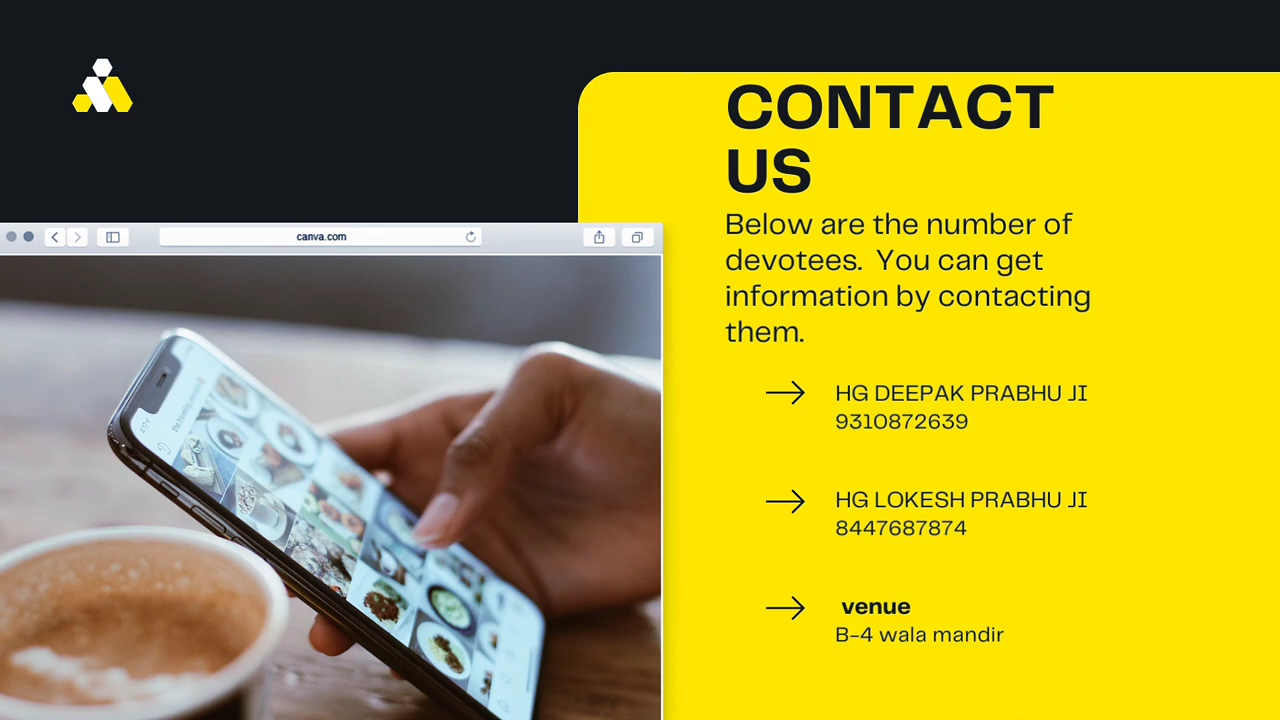 CONTACT
US
Below are the number of
devotees.  You can get
information by contacting
them.
HG DEEPAK PRABHU JI
9310872639
HG LOKESH PRABHU JI
8447687874
venue
B-4 wala mandir
canva.com